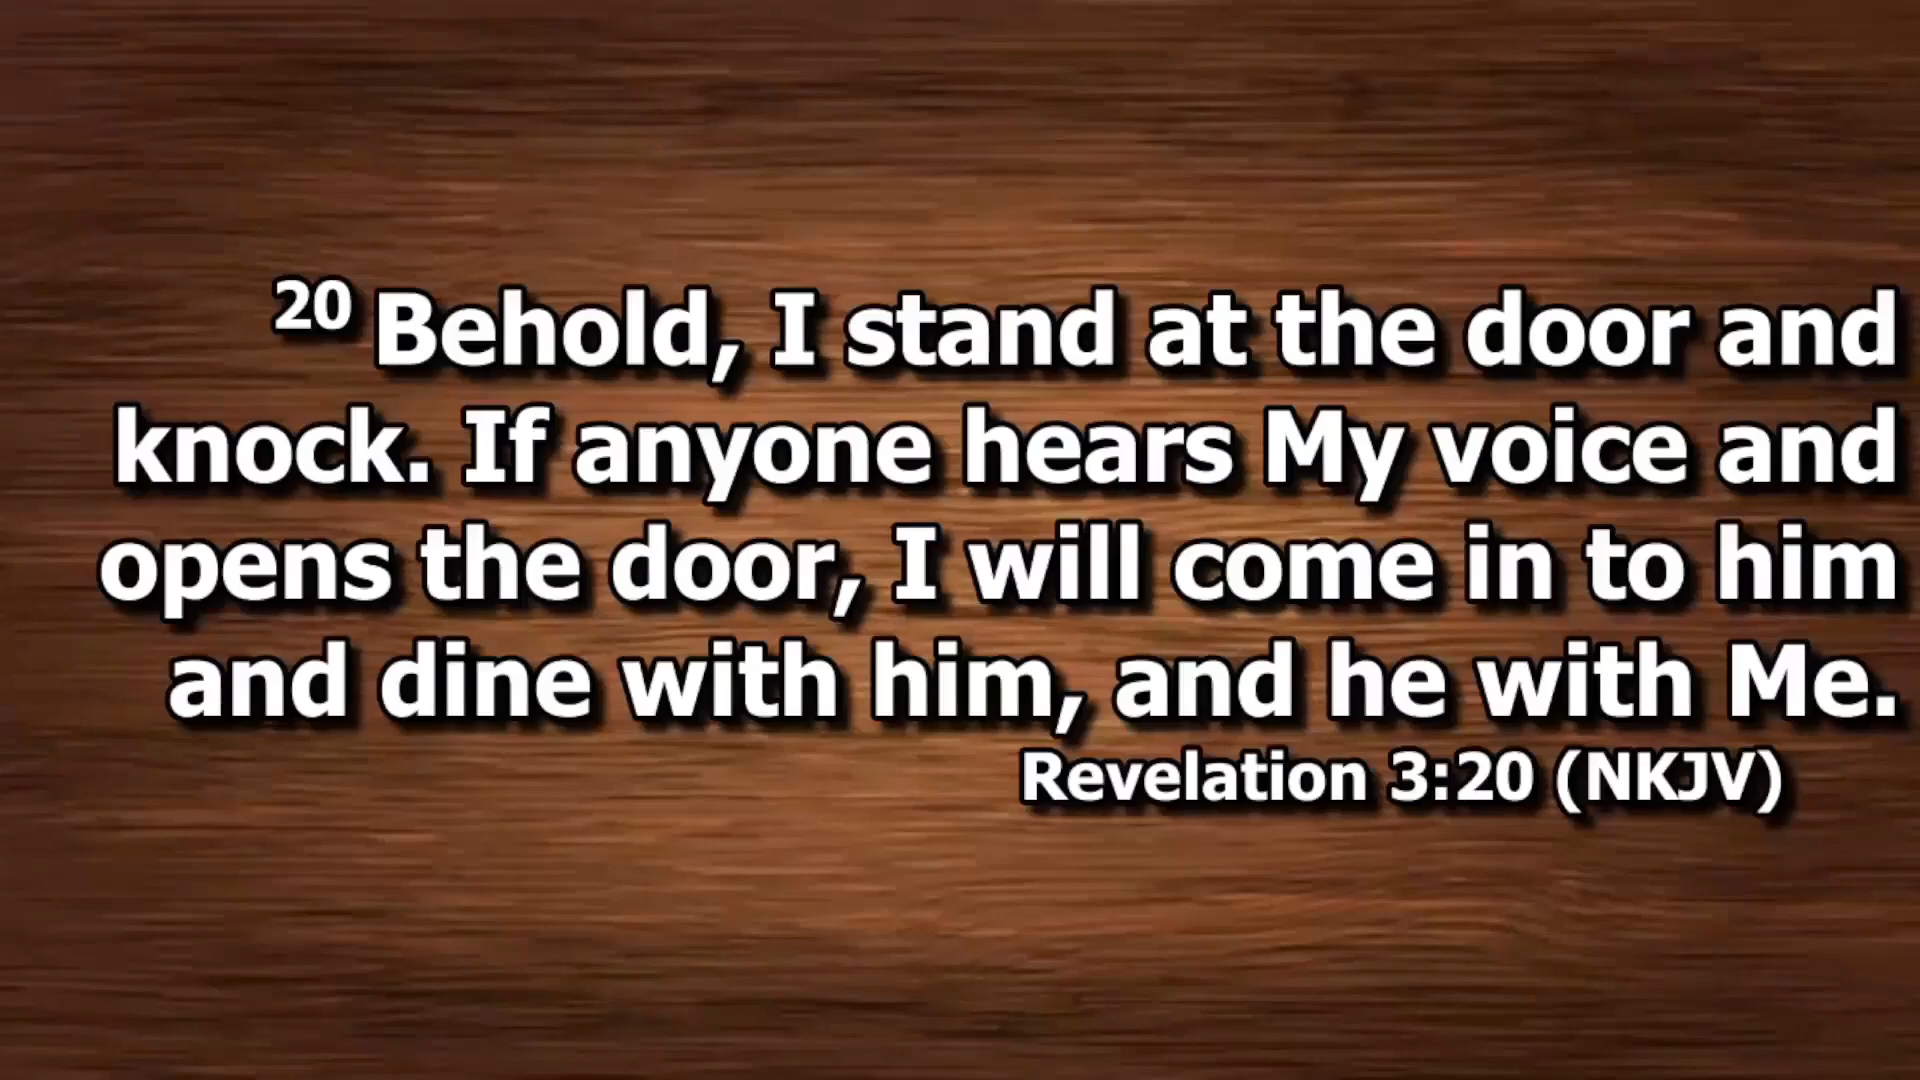 20 Behold, I stand at the door and
knock. If anyone hears My voice and
opens the door, I will come in to him
and dine with him, and he with Me.
Revelation 3:20 (NKJV)